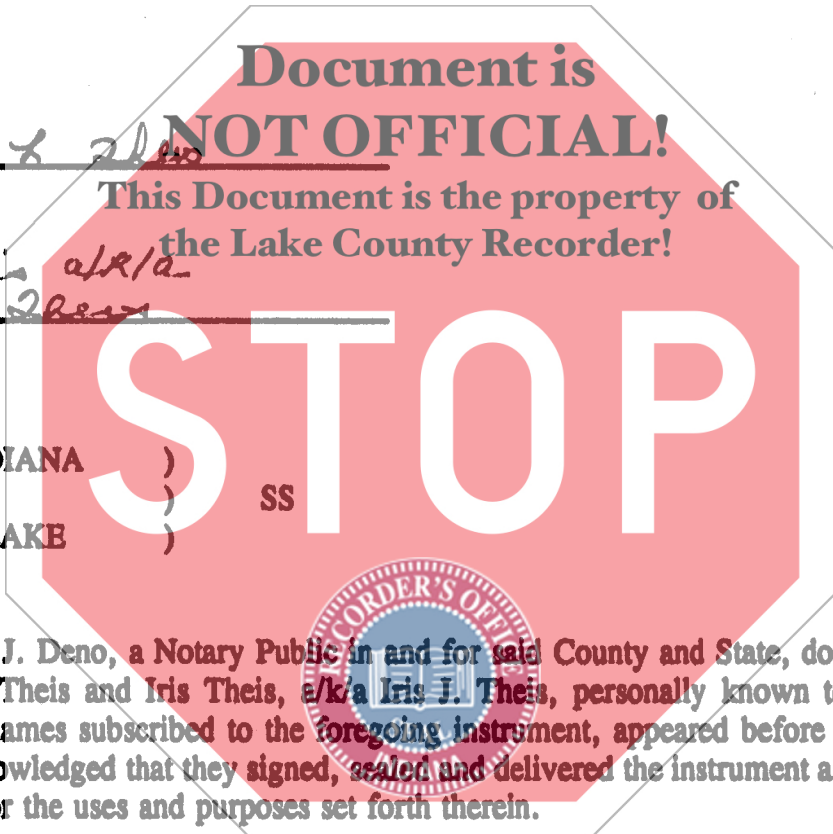 Document is
NOT OFFICIAL!
This Document is the property of
the Lake County Recorder!
a/k/a
STOP
DIANA )
) SS
AKE )
RECORDER'S OFFICE
J. Deno, a Notary Public in and for said County and State, do
Theis and Iris Theis, a/k/a Iris J. Theis, personally known t
ames subscribed to the foregoing instrument, appeared before
owledged that they signed, sealed and delivered the instrument a
r the uses and purposes set forth therein.